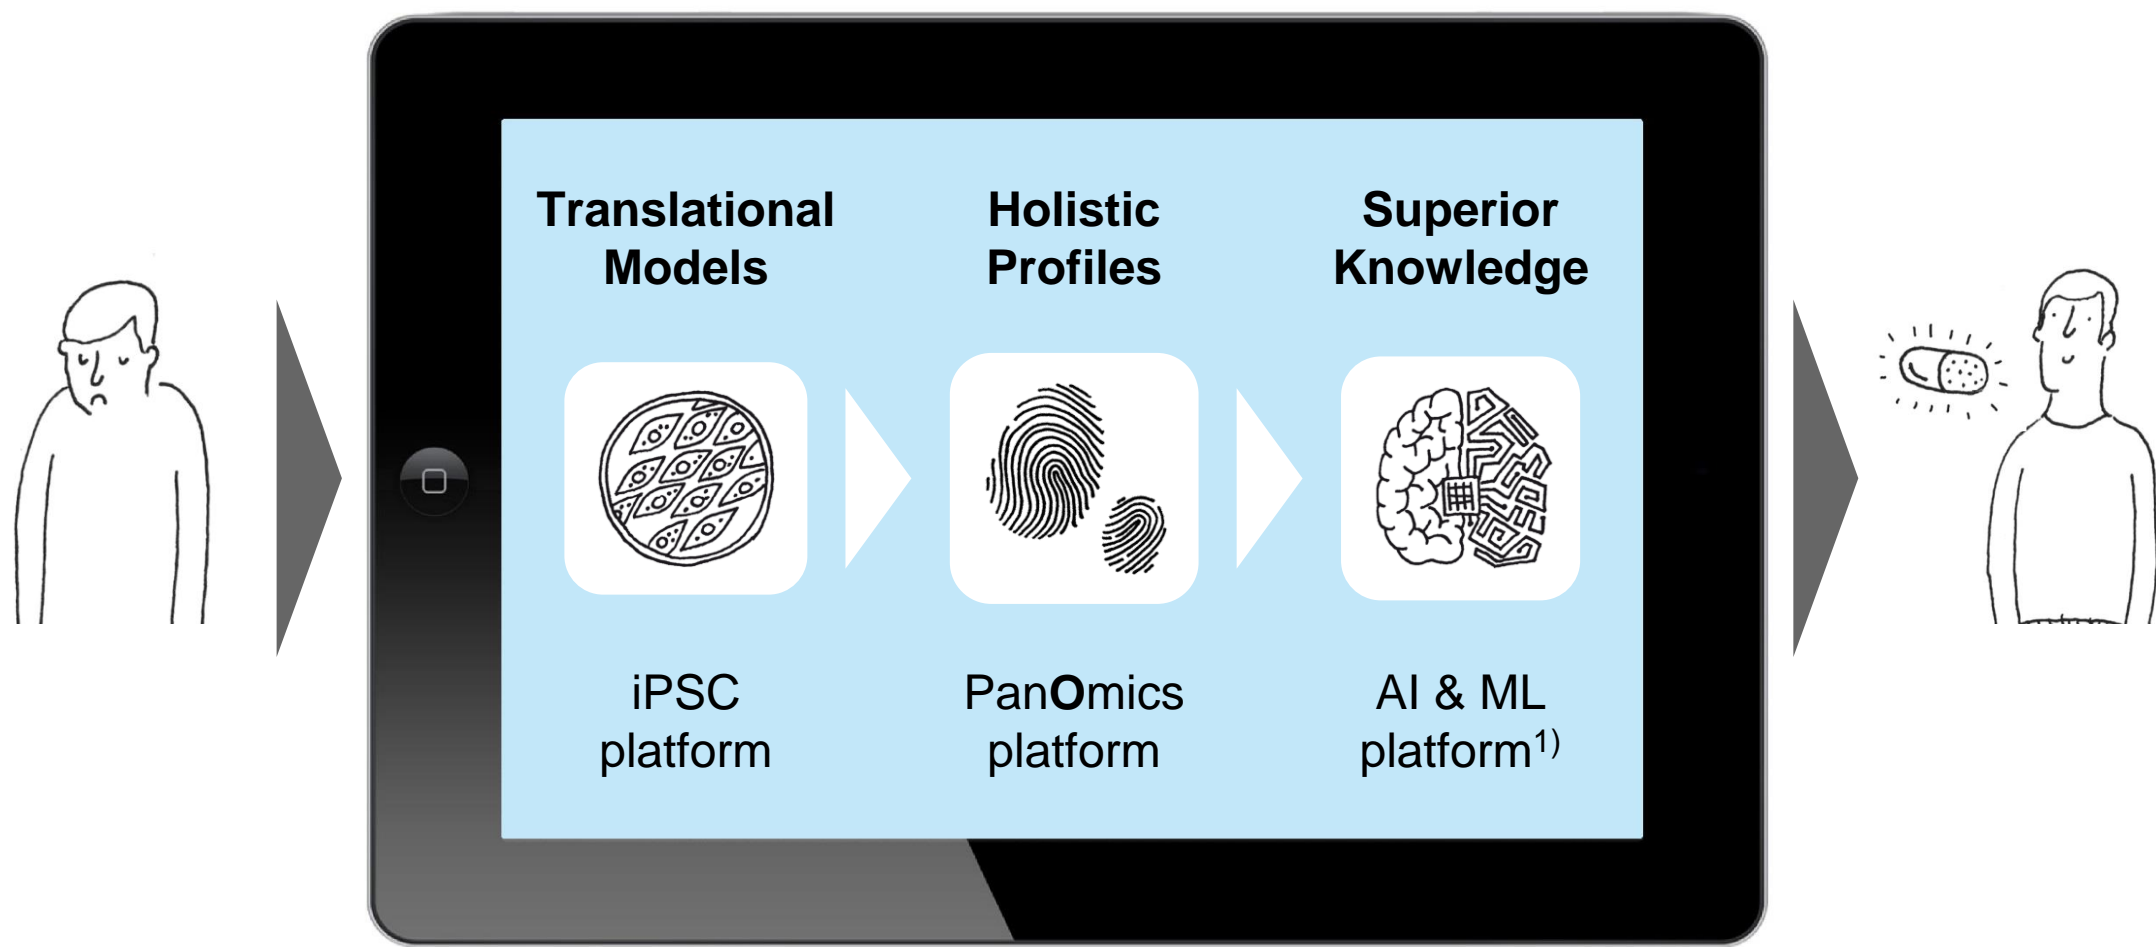 Translational
Models
Holistic
Profiles
Superior
Knowledge
iPSC
platform
PanOmics
platform
AI & ML
platform¹⁾